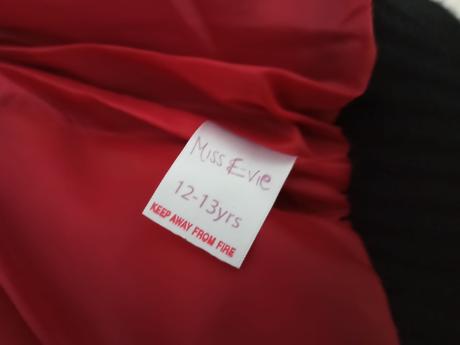 Miss Evie
12-13yrs
KEEP AWAY FROM FIRE